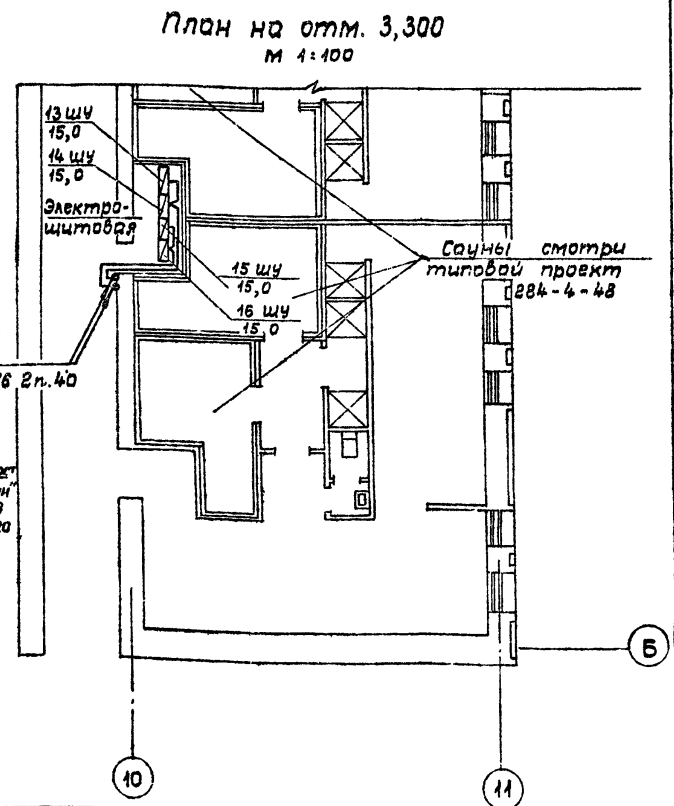 План на отм. 3,300
М 1:100
13 ШУ
15,0
14 ШУ
15,0
Электро-
щитовая
15 ШУ
15,0
16 ШУ
15,0
Сауны смотри
типовой проект
284-4-48
2п.40
Б
10
11